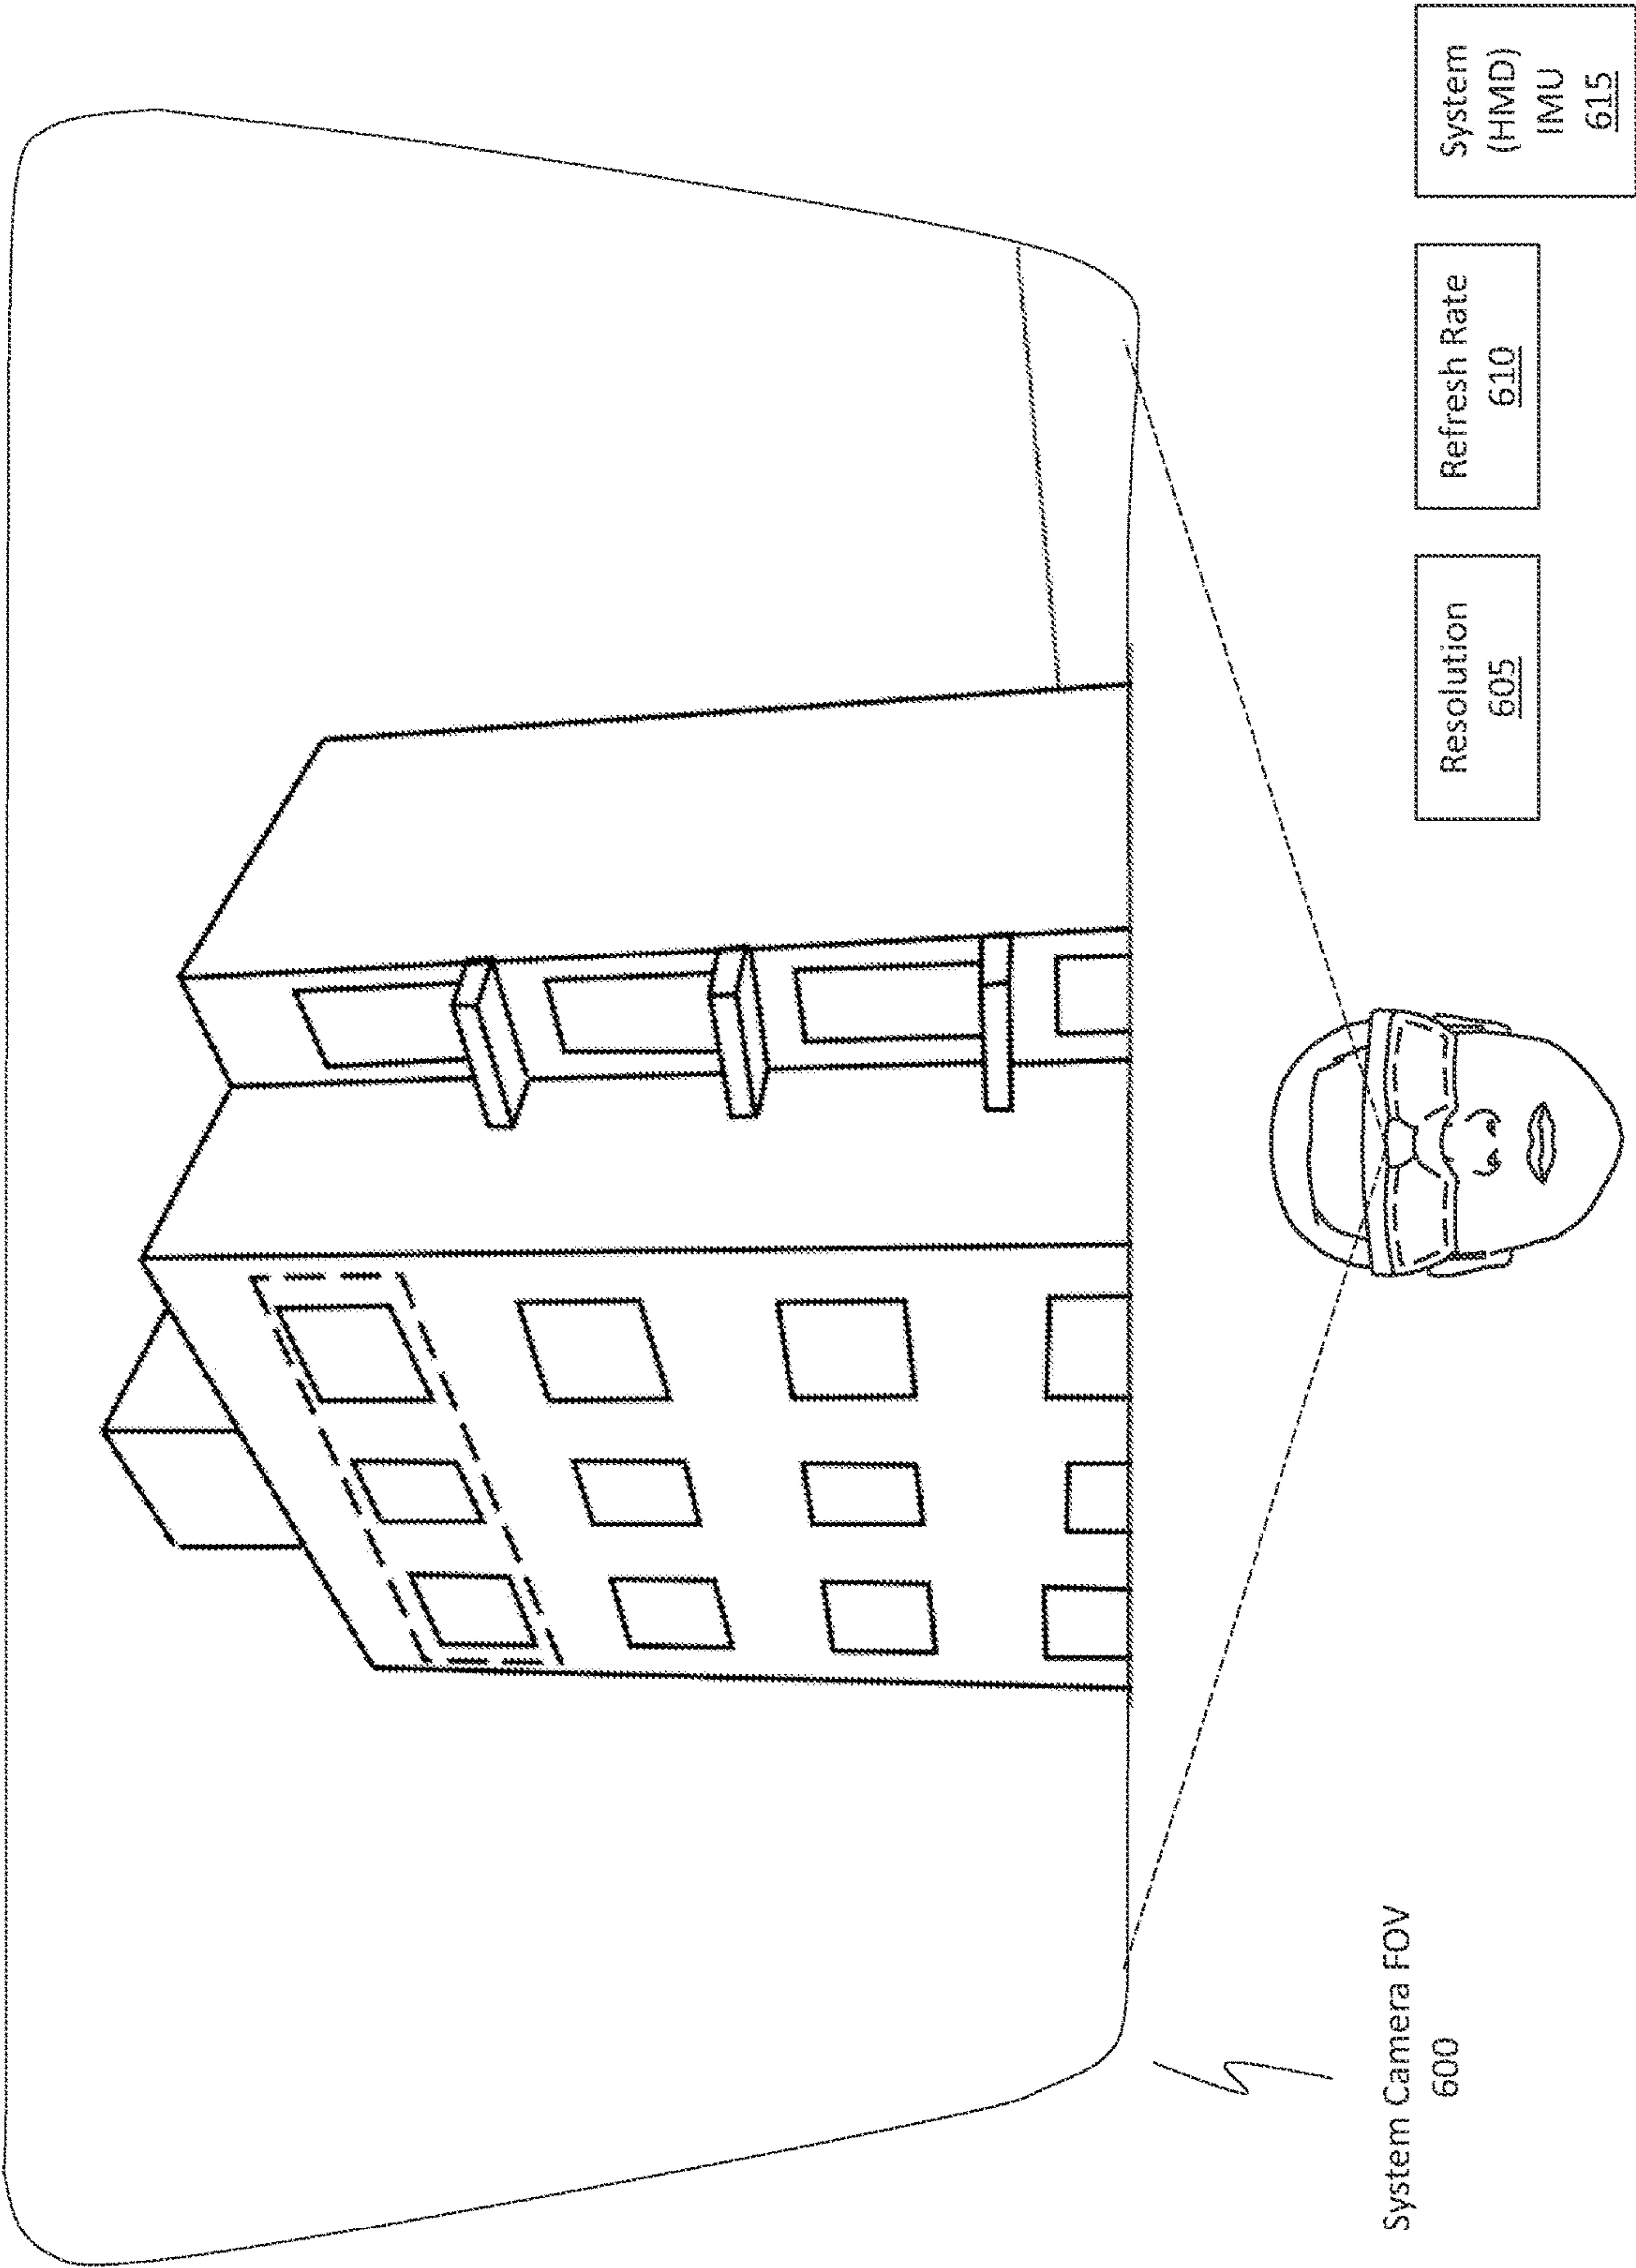 System Camera FOV
600
Resolution
605
Refresh Rate
610
System
(HMD)
IMU
615